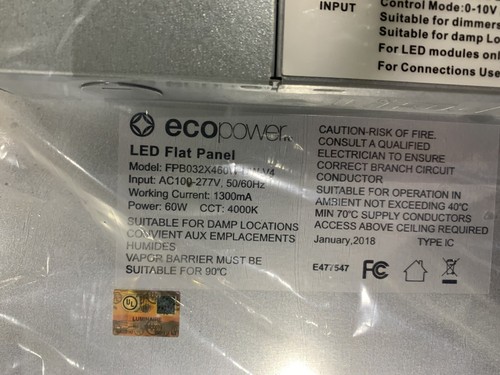 INPUT
Control Mode:0-10V
Suitable for dimmers
Suitable for damp Lo
For LED modules onl
For Connections Use
ecopower
LED Flat Panel
Model:
Input: AC100-277V, 50/60Hz
Working Current: 1300mA
Power: 60W CCT: 4000K
SUITABLE FOR DAMP LOCATIONS
CONVIENT AUX EMPLACEMENTS
HUMIDES
VAPOR BARRIER MUST BE
SUITABLE FOR 90℃
CAUTION-RISK OF FIRE.
CONSULT A QUALIFIED
ELECTRICIAN TO ENSURE
CORRECT BRANCH CIRCUIT
CONDUCTOR
SUITABLE FOR OPERATION IN
AMBIENT NOT EXCEEDING 40℃
MIN 70℃ SUPPLY CONDUCTORS
ACCESS ABOVE CEILING REQUIRED
January,2018 TYPE IC
E477547 FC
UL
LUMINAIRE